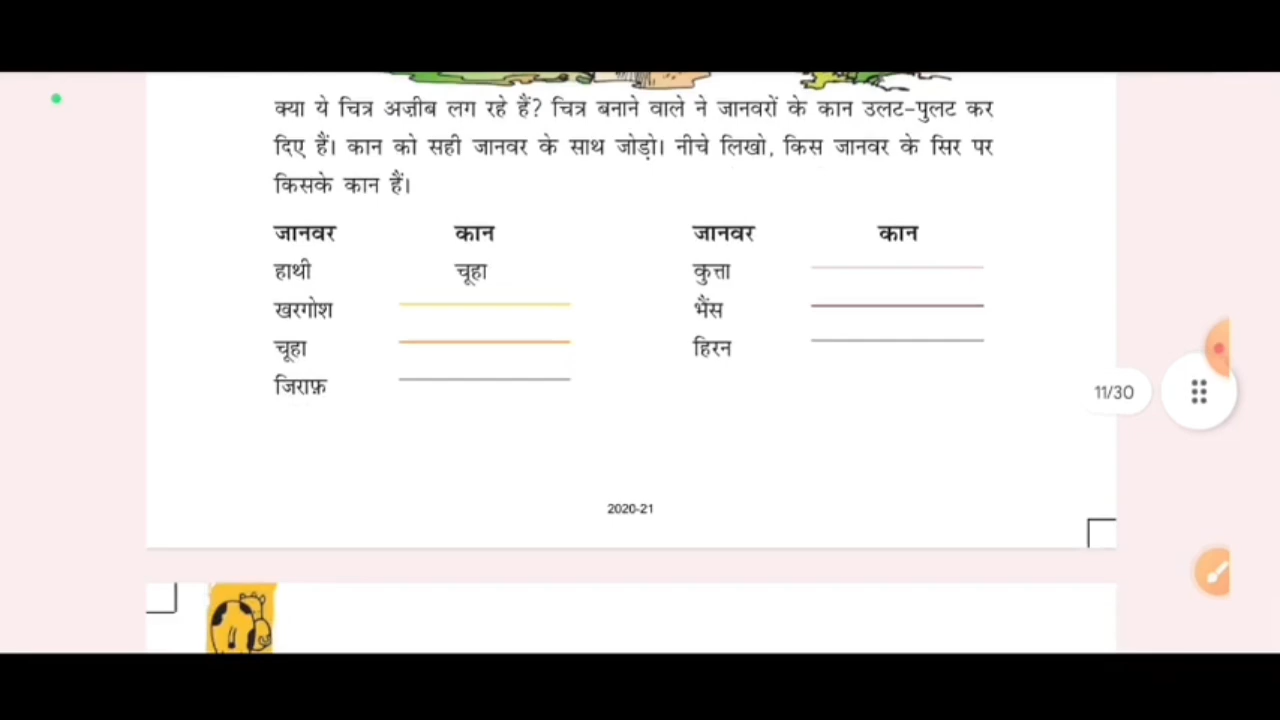 क्या ये चित्र अज़ीब लग रहे हैं? चित्र बनाने वाले ने जानवरों के कान उलट-पुलट कर
दिए हैं। कान को सही जानवर के साथ जोड़ो। नीचे लिखो, किस जानवर के सिर पर
किसके कान हैं।
जानवर कान जानवर कान
हाथी चूहा कुत्ता
खरगोश भैंस
चूहा हिरन
जिराफ़
11/30
2020-21